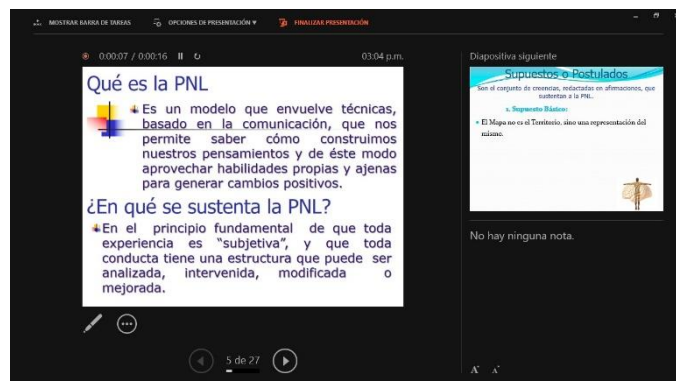 MOSTRAR BARRA DE TAREAS
OPCIONES DE PRESENTACIÓN ▼
FINALIZAR PRESENTACIÓN
0:00:07 / 0:00:16
03:04 p.m.
Qué es la PNL
Es un modelo que envuelve técnicas,
basado en la comunicación, que nos
permite saber cómo construimos
nuestros pensamientos y de éste modo
aprovechar habilidades propias y ajenas
para generar cambios positivos.
¿En qué se sustenta la PNL?
En el principio fundamental de que toda
experiencia es “subjetiva”, y que toda
conducta tiene una estructura que puede ser
analizada, intervenida, modificada o
mejorada.
5 de 27
Diapositiva siguiente
Supuestos o Postulados
Son el conjunto de creencias, redactadas en afirmaciones, que
sustentan a la PNL.
1. Supuesto Básico:
• El Mapa no es el Territorio, sino una representación del
mismo.
No hay ninguna nota.
A A